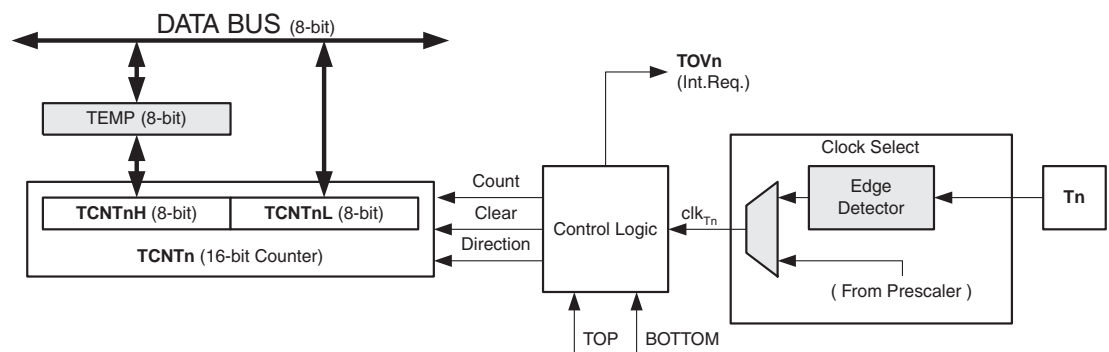 DATA BUS (8-bit)
TEMP (8-bit)
TCNTnH (8-bit)
TCNTnL (8-bit)
TCNTn (16-bit Counter)
Count
Clear
Direction
Control Logic
TOVn
(Int.Req.)
TOP
BOTTOM
clkTn
Clock Select
Edge
Detector
( From Prescaler )
Tn